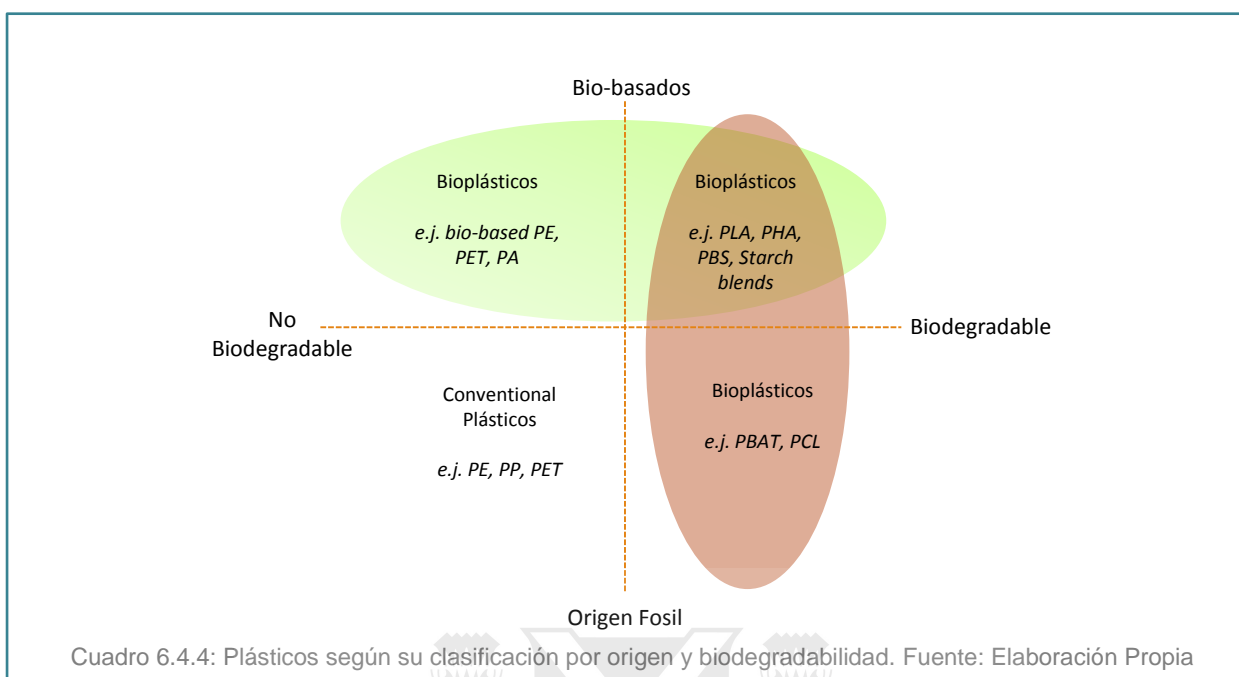 Bio-basados
Bioplásticos
e.j. bio-based PE,
PET, PA
Bioplásticos
e.j. PLA, PHA,
PBS, Starch
blends
No
Biodegradable
Biodegradable
Conventional
Plásticos
e.j. PE, PP, PET
Bioplásticos
e.j. PBAT, PCL
Origen Fosil
Cuadro 6.4.4: Plásticos según su clasificación por origen y biodegradabilidad. Fuente: Elaboración Propia